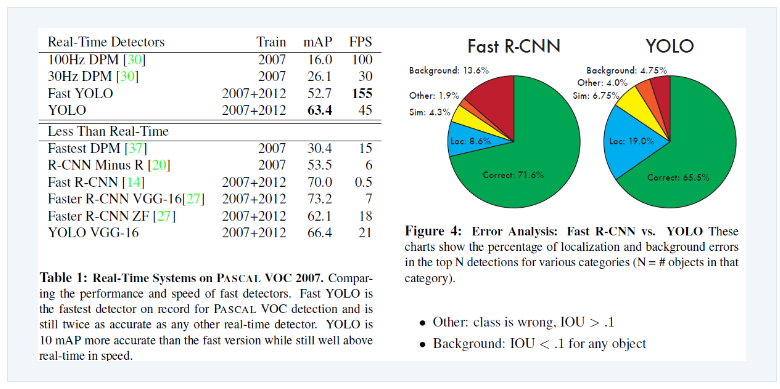 Real-Time Detectors Train mAP FPS
100Hz DPM [30] 2007 16.0 100
30Hz DPM [30] 2007 26.1 30
Fast YOLO 2007+2012 52.7 155
YOLO 2007+2012 63.4 45
Less Than Real-Time
Fastest DPM [37] 2007 30.4 15
R-CNN Minus R [20] 2007 53.5 6
Fast R-CNN [14] 2007+2012 70.0 0.5
Faster R-CNN VGG-16[27] 2007+2012 73.2 7
Faster R-CNN ZF [27] 2007+2012 62.1 18
YOLO VGG-16 2007+2012 66.4 21
Table 1: Real-Time Systems on PASCAL VOC 2007. Compar-
ing the performance and speed of fast detectors. Fast YOLO is
the fastest detector on record for PASCAL VOC detection and is
still twice as accurate as any other real-time detector. YOLO is
10 mAP more accurate than the fast version while still well above
real-time in speed.
Fast R-CNN
Background: 13.6%
Other: 1.9%
Sim: 4.3%
Loc: 8.6%
Correct: 71.6%
YOLO
Background: 4.75%
Other: 4.0%
Sim: 6.75%
Loc: 19.0%
Correct: 65.5%
Figure 4: Error Analysis: Fast R-CNN vs. YOLO These
charts show the percentage of localization and background errors
in the top N detections for various categories (N = # objects in that
category).
• Other: class is wrong, IOU > .1
• Background: IOU < .1 for any object